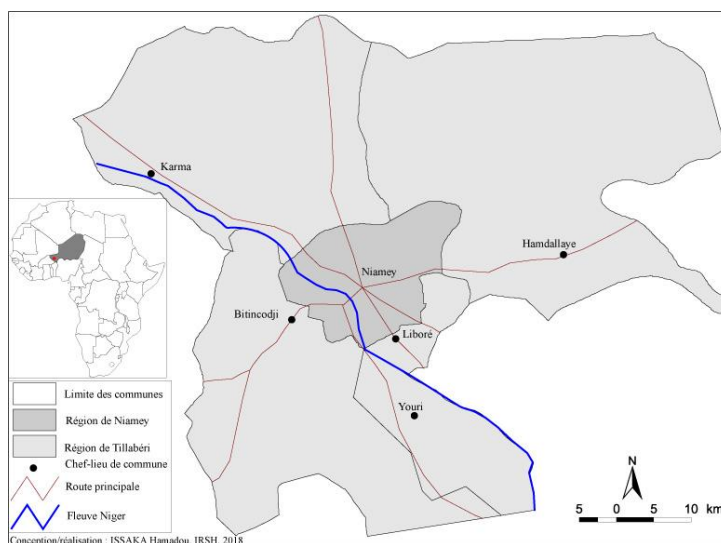 Karma
Hamdallaye
Niamey
Bitincodji
Liboré
Youri
Limite des communes
Région de Niamey
Région de Tillabéri
Chef-lieu de commune
Route principale
Fleuve Niger
N
5 0 5 10 km
Conception/réalisation : ISSAKA Hamadou, IRSH, 2018